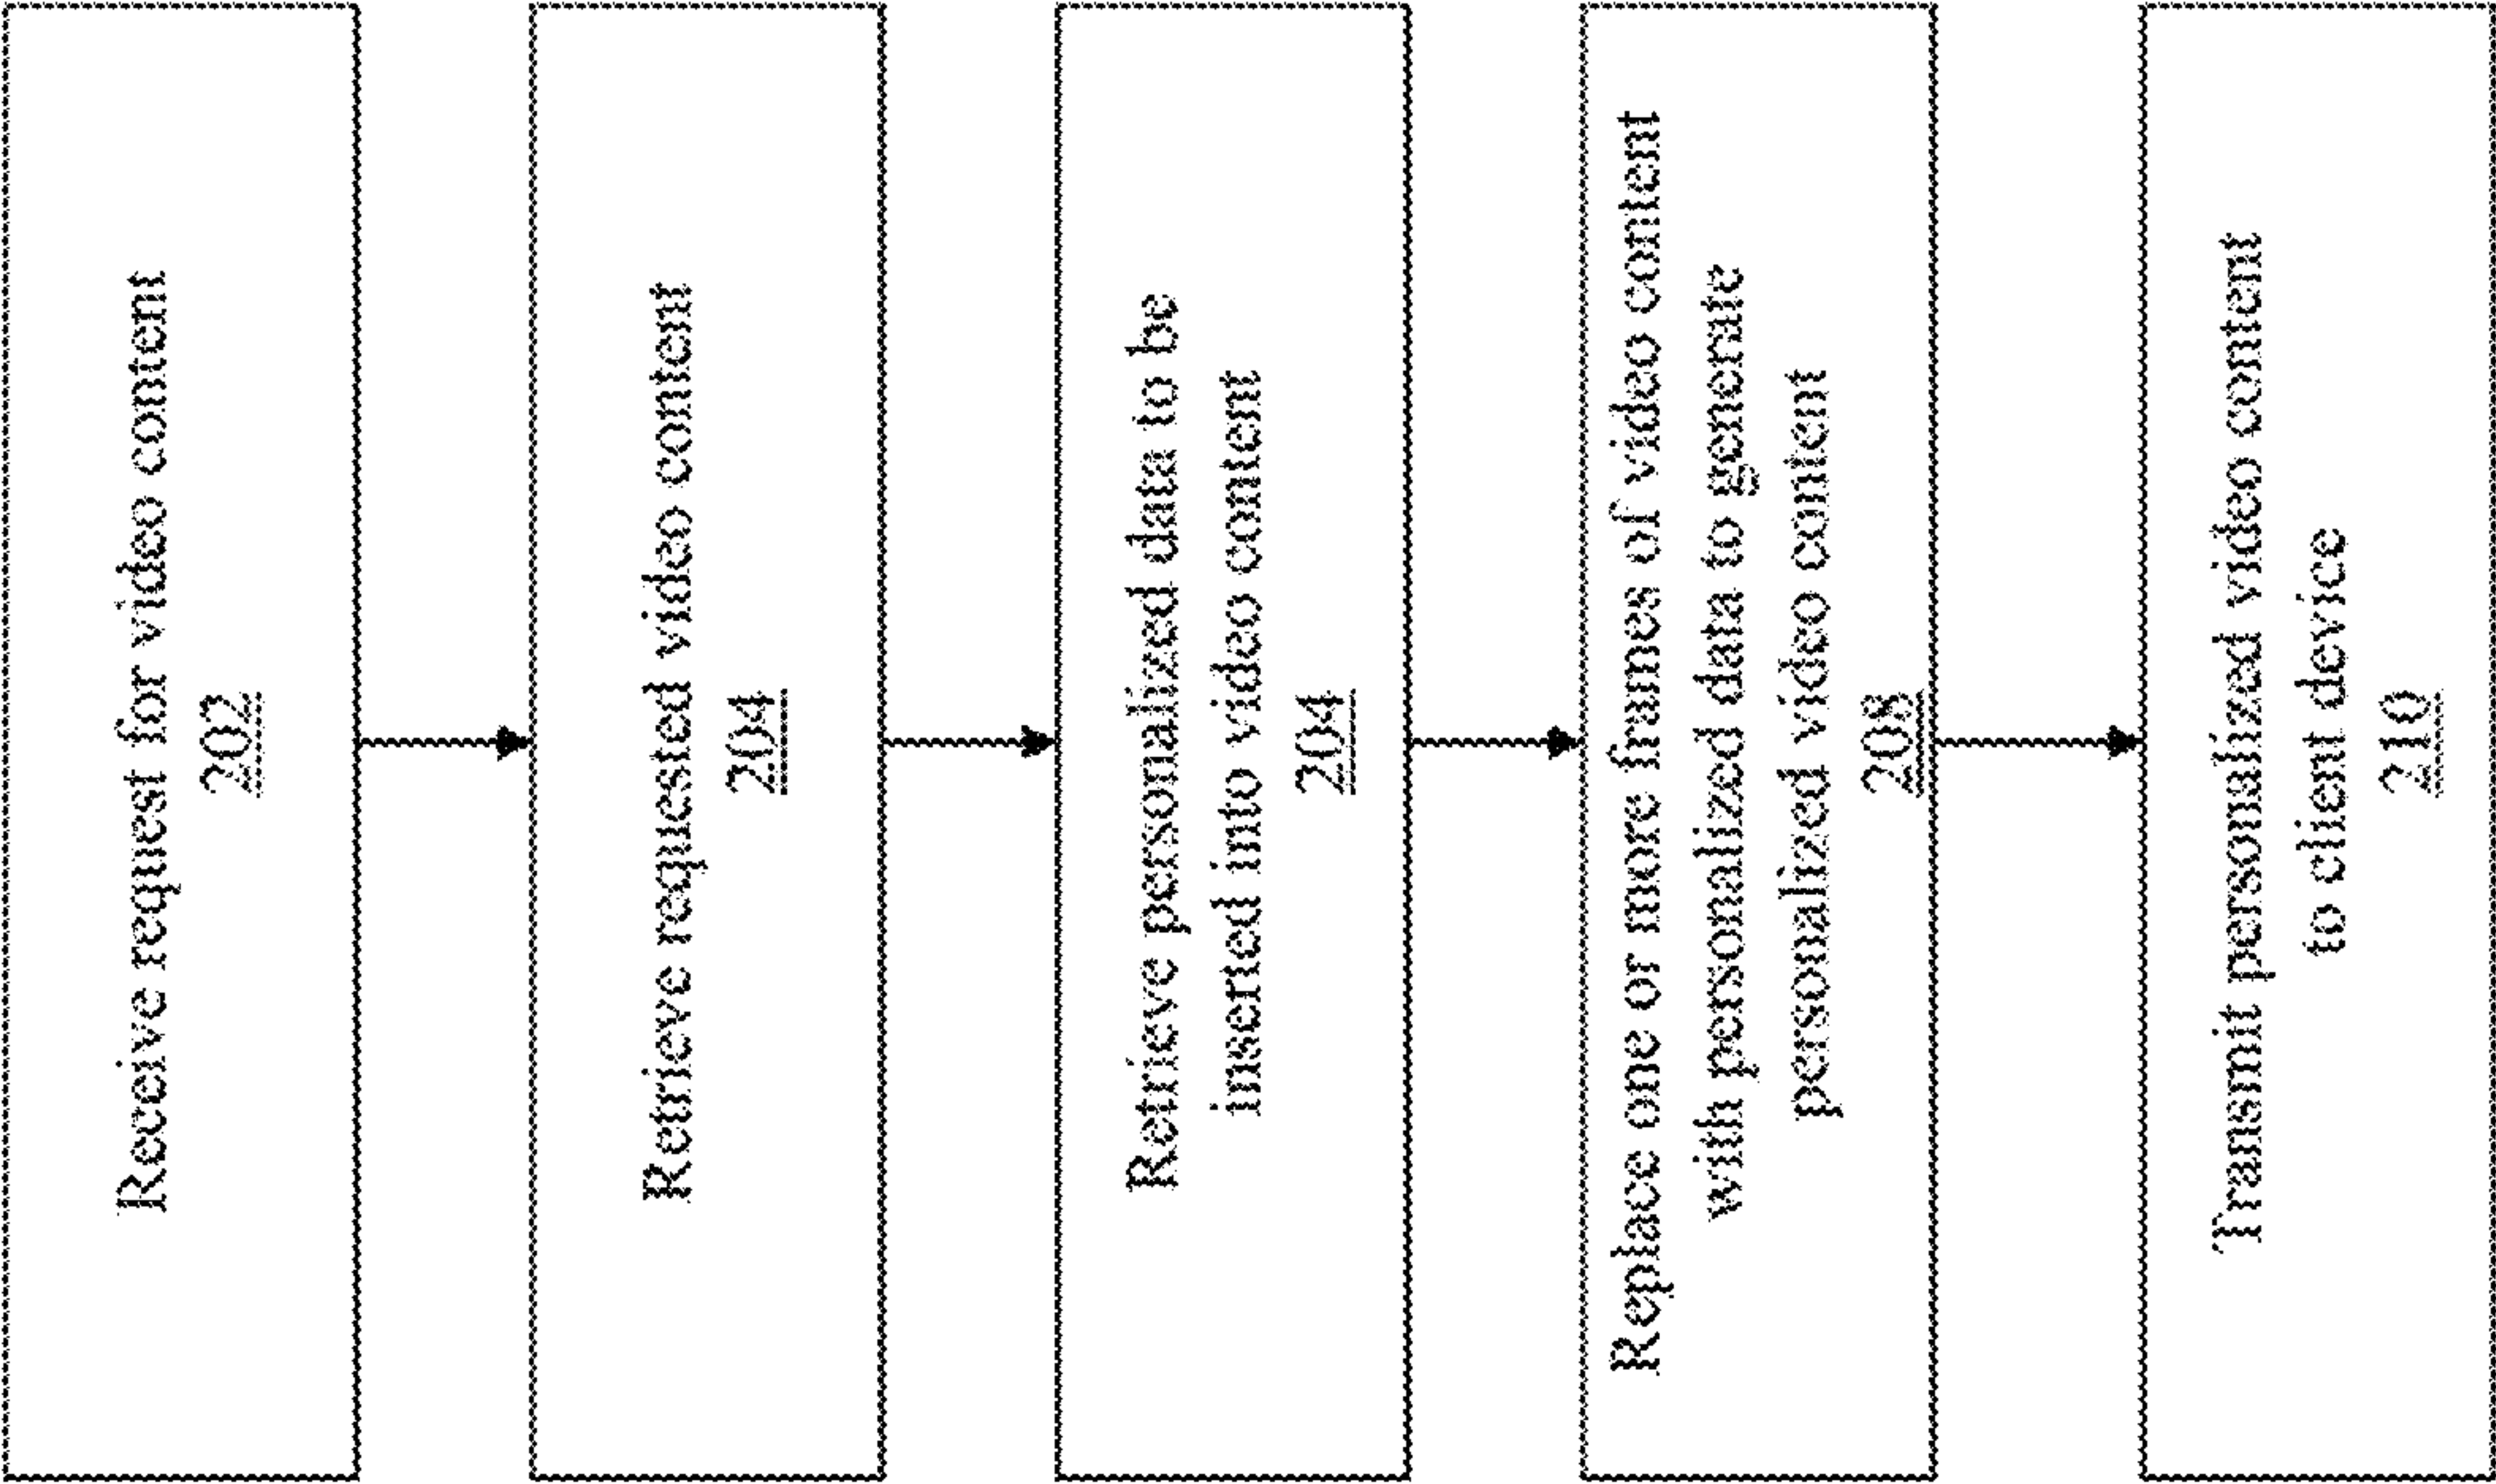 Receive request for video content
202
Retrieve requested video content
204
Retrieve personalized data to be
inserted into video content
204
Replace one or more frames of video content
with personalized data to generate
personalized video content
208
Transmit personalized video content
to client device
210